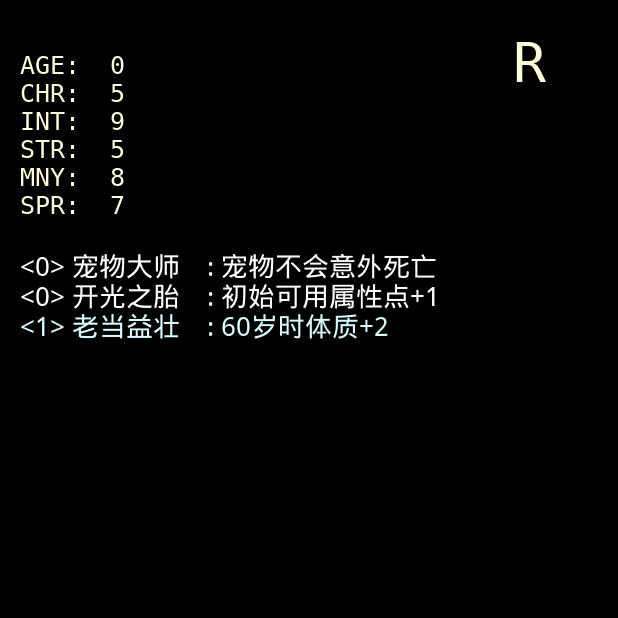 R
AGE: 0
CHR: 5
INT: 9
STR: 5
MNY: 8
SPR: 7
<0> 宠物大师 : 宠物不会意外死亡
<0> 开光之胎 : 初始可用属性点+1
<1> 老当益壮 : 60岁时体质+2